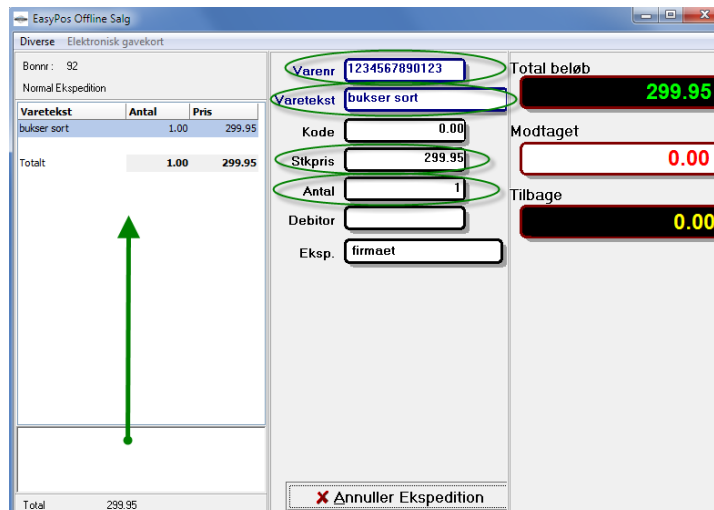 EasyPos Offline Salg
Diverse Elektronisk gavekort
Bonnr : 92
Normal Ekspedition
Varetekst Antal Pris
bukser sort 1.00 299.95
Totalt 1.00 299.95
Total 299.95
Varenr 1234567890123
Varetekst bukser sort
Kode 0.00
Stkpris 299.95
Antal 1
Debitor
Eksp. firmaet
Annuller Ekspedition
Total beløb
299.95
Modtaget
0.00
Tilbage
0.00